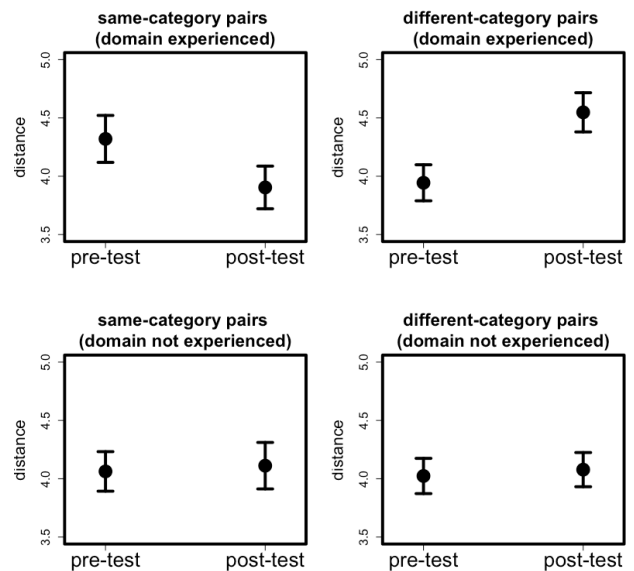 same-category pairs
(domain experienced)
distance
5.0
4.5
4.0
3.5
pre-test post-test
different-category pairs
(domain experienced)
distance
5.0
4.5
4.0
3.5
pre-test post-test
same-category pairs
(domain not experienced)
distance
5.0
4.5
4.0
3.5
pre-test post-test
different-category pairs
(domain not experienced)
distance
5.0
4.5
4.0
3.5
pre-test post-test